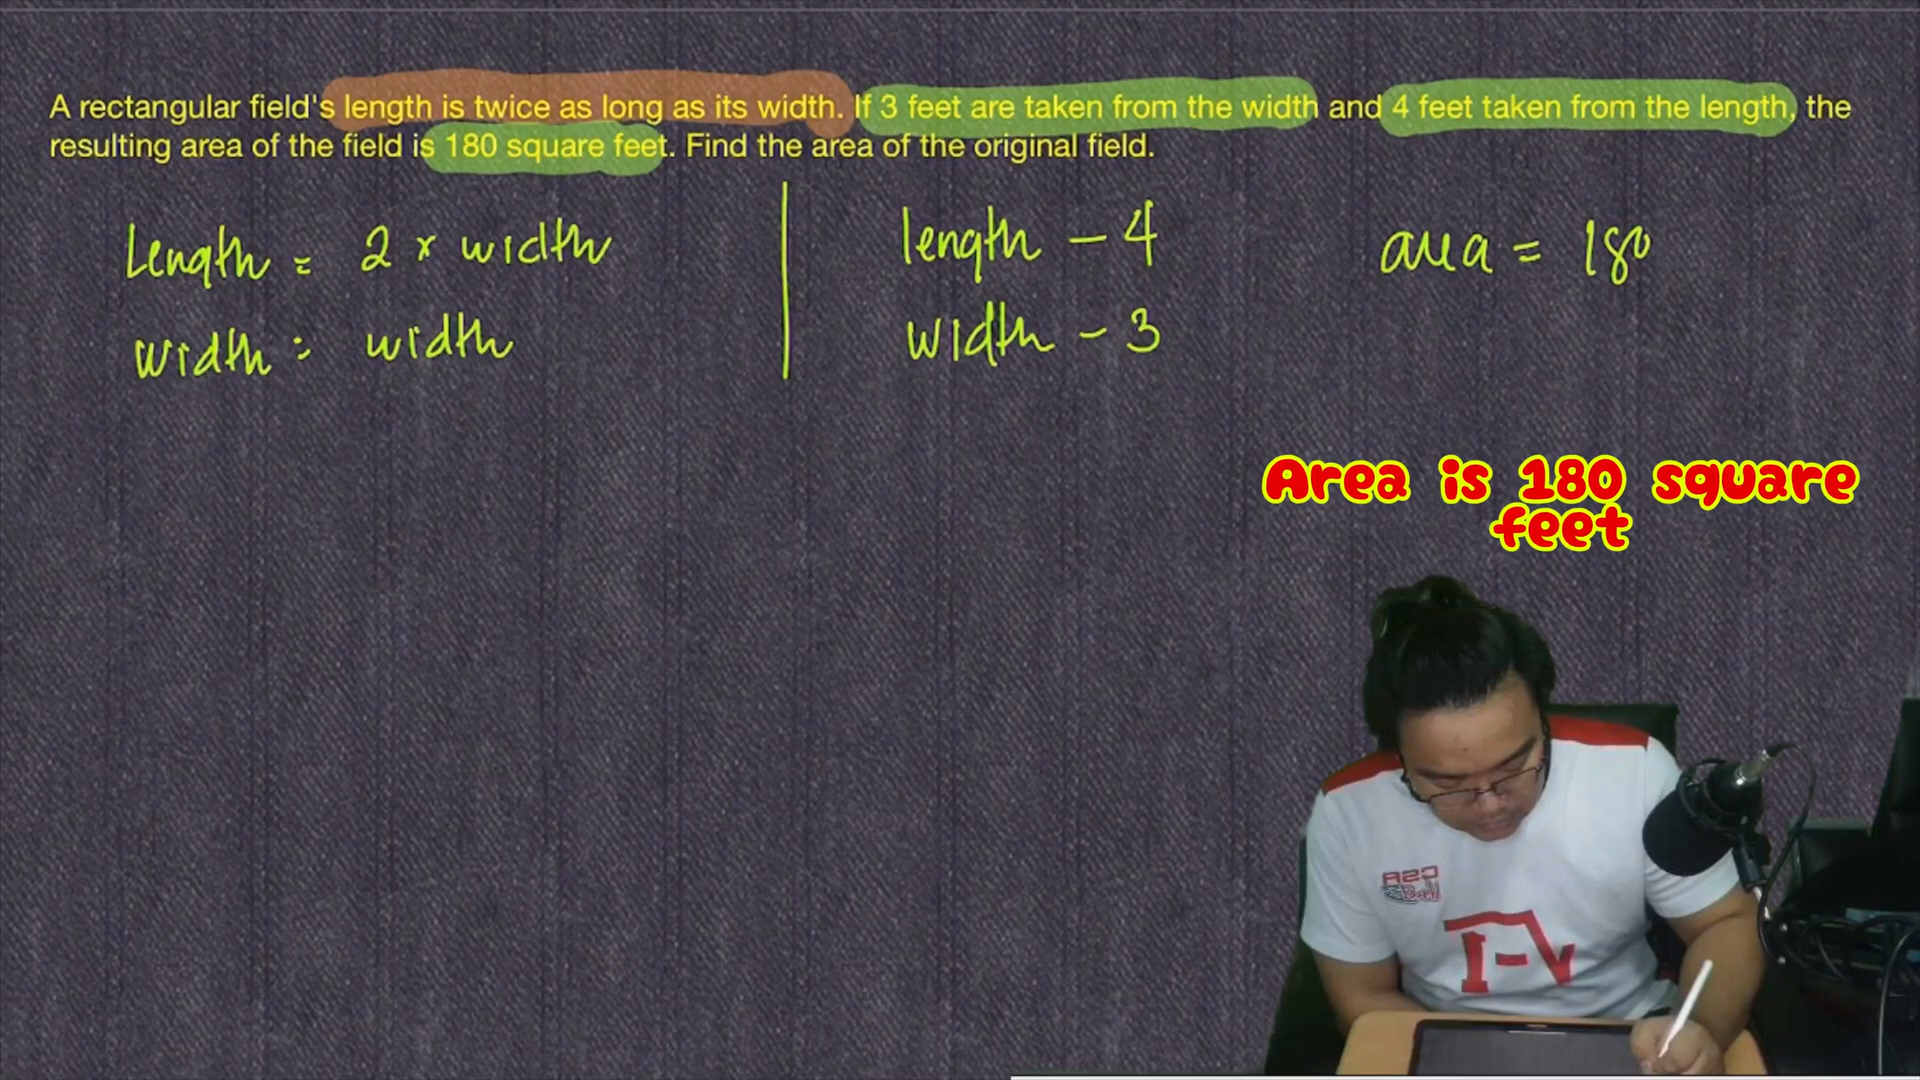 A rectangular field's length is twice as long as its width. If 3 feet are taken from the width and 4 feet taken from the length, the
resulting area of the field is 180 square feet. Find the area of the original field.
Length = 2 x width
width = width
length - 4
width - 3
area = 180
Area is 180 square
feet
CSA